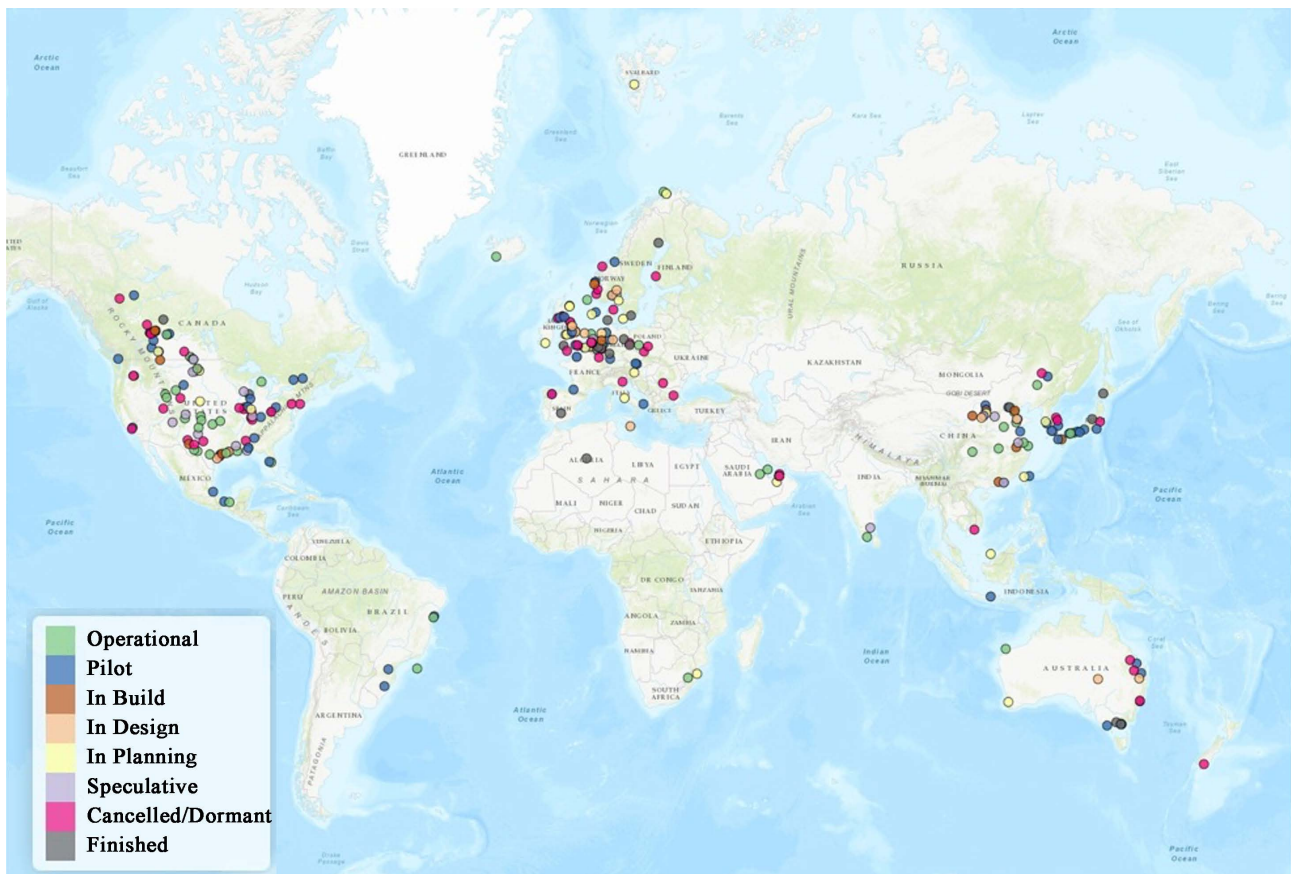 Arctic
Ocean
Arctic
Ocean
SVALBARD
Greenland
Sea
Barents
Sea
Kara Sea
Laptev
Sea
East
Siberian
Sea
Beaufort
Sea
Baffin
Bay
GREENLAND
Davis
Strait
Norwegian
Sea
Hudson
Bay
Gulf of
Alaska
SWEDEN
FINLAND
NORWAY
RUSSIA
URAL MOUNTAINS
Bering
Sea
Bering
Sea
Sea of
Okhotsk
CANADA
ROCKY
POLAND
UKRAINE
KAZAKHSTAN
MONGOLIA
GOBI DESERT
FRANCE
UNITED
STATES
GREECE
TURKEY
IRAN
CHINA
HIMALAYA
Atlantic
Ocean
ALGERIA
LIBYA
EGYPT
SAUDI
ARABIA
SAHARA
INDIA
MEXICO
Caribbean
Sea
MALI
NIGER
CHAD
SUDAN
Arabian
Sea
Pacific
Ocean
Pacific
Ocean
NIGERIA
ETHIOPIA
VENEZUELA
COLOMBIA
DR CONGO
TANZANIA
PERU
AMAZON BASIN
BRAZIL
INDONESIA
ANGOLA
ZAMBIA
BOLIVIA
ANDES
NAMIBIA
Indian
Ocean
Coral
Sea
AUSTRALIA
SOUTH
AFRICA
Atlantic
Ocean
ARGENTINA
Tasman
Sea
PATAGONIA
Operational
Pilot
In Build
In Design
In Planning
Speculative
Cancelled/Dormant
Finished
Drake
Passage
Pacific
Ocean